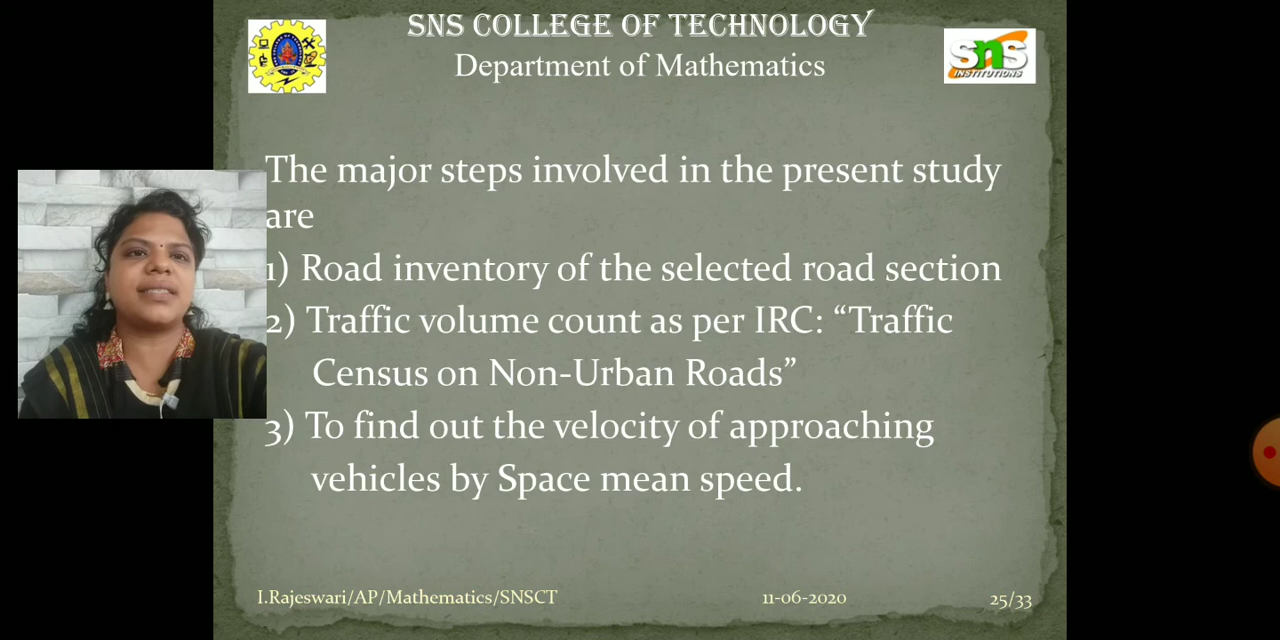 SNS COLLEGE OF TECHNOLOGY
Department of Mathematics
SNS
INSTITUTIONS
The major steps involved in the present study
are
1) Road inventory of the selected road section
2) Traffic volume count as per IRC: “Traffic
Census on Non-Urban Roads”
3) To find out the velocity of approaching
vehicles by Space mean speed.
I.Rajeswari/AP/Mathematics/SNSCT
11-06-2020
25/33